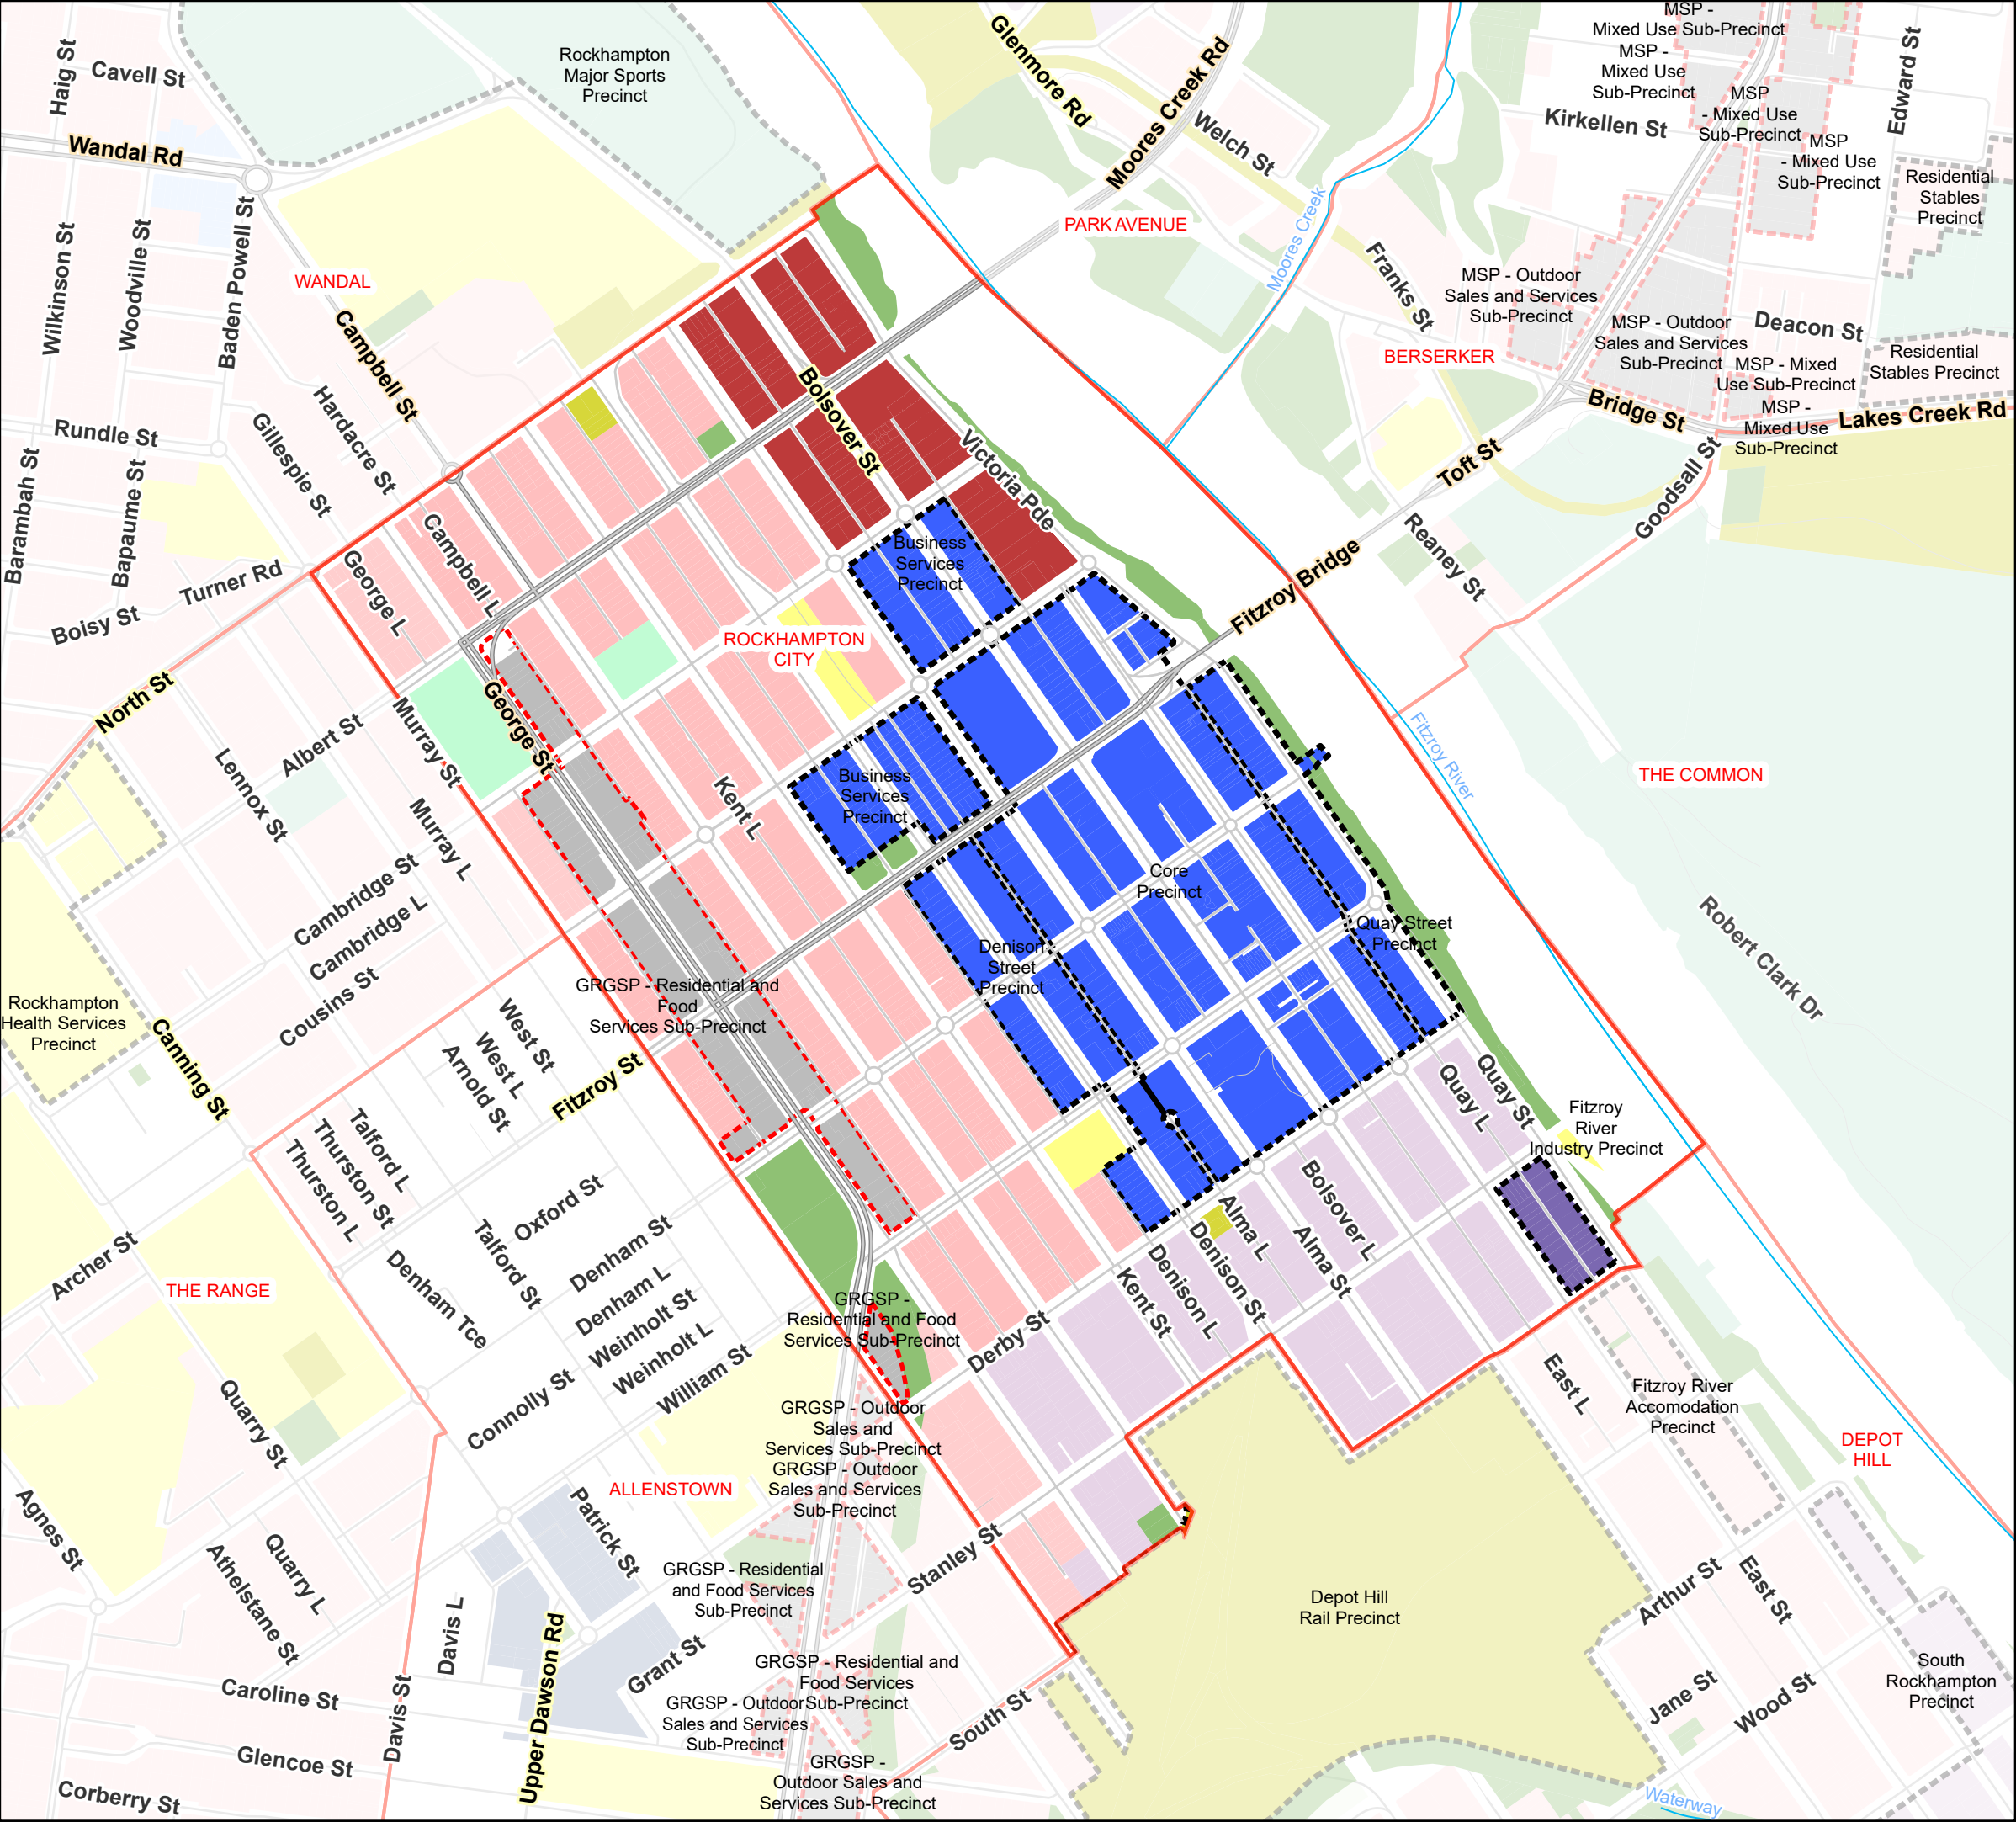 MSP -
Mixed Use Sub-Precinct
MSP -
Mixed Use
Sub-Precinct
MSP
- Mixed Use
Sub-Precinct
MSP
- Mixed Use
Sub-Precinct
Edward St
Kirkellen St
Residential
Stables
Precinct
Haig St
Cavell St
Wandal Rd
Rockhampton
Major Sports
Precinct
Glenmore Rd
Moores Creek Rd
Welch St
PARK AVENUE
Moores Creek
Franks St
MSP - Outdoor
Sales and Services
Sub-Precinct
MSP - Outdoor
Sales and Services
Sub-Precinct
Deacon St
BERSERKER
MSP - Mixed
Use Sub-Precinct
Residential
Stables Precinct
MSP -
Mixed Use
Sub-Precinct
Bridge St
Lakes Creek Rd
Toft St
Goodsall St
Reaney St
Wilkinson St
Woodville St
Baden Powell St
WANDAL
Campbell St
Hardacre St
Gillespie St
Rundle St
Barambah St
Bapaume St
Turner Rd
Boisy St
North St
George L
Campbell L
Bolsover St
Victoria Pde
Business
Services
Precinct
Fitzroy Bridge
ROCKHAMPTON
CITY
George St
Murray St
Albert St
Lennox St
Murray L
Kent L
Business
Services
Precinct
Fitzroy River
THE COMMON
Robert Clark Dr
Core
Precinct
Quay Street
Precinct
Denison
Street
Precinct
Cambridge St
Cambridge L
Cousins St
GRGSP - Residential and
Food
Services Sub-Precinct
Rockhampton
Health Services
Precinct
Canning St
West St
West L
Arnold St
Fitzroy St
Talford L
Thurston St
Thurston L
Quay St
Quay L
Fitzroy
River
Industry Precinct
Oxford St
Talford St
Denham St
Denham Tce
Denham L
Weinholt St
Weinholt L
William St
Connolly St
Archer St
THE RANGE
Bolsover L
Alma L
Alma St
Denison St
Denison L
Kent St
Derby St
GRGSP -
Residential and Food
Services Sub-Precinct
GRGSP - Outdoor
Sales and
Services Sub-Precinct
GRGSP - Outdoor
Sales and Services
Sub-Precinct
East L
Fitzroy River
Accomodation
Precinct
DEPOT
HILL
Quarry St
ALLENSTOWN
Patrick St
Agnes St
Quarry L
Athelstane St
Stanley St
GRGSP - Residential
and Food Services
Sub-Precinct
Depot Hill
Rail Precinct
Arthur St
East St
Davis L
Grant St
Upper Dawson Rd
GRGSP - Residential and
Food Services
Sub-Precinct
GRGSP - Outdoor
Sales and Services
Sub-Precinct
South St
Jane St
Wood St
South
Rockhampton
Precinct
Caroline St
Davis St
Glencoe St
Corberry St
GRGSP -
Outdoor Sales and
Services Sub-Precinct
Waterway